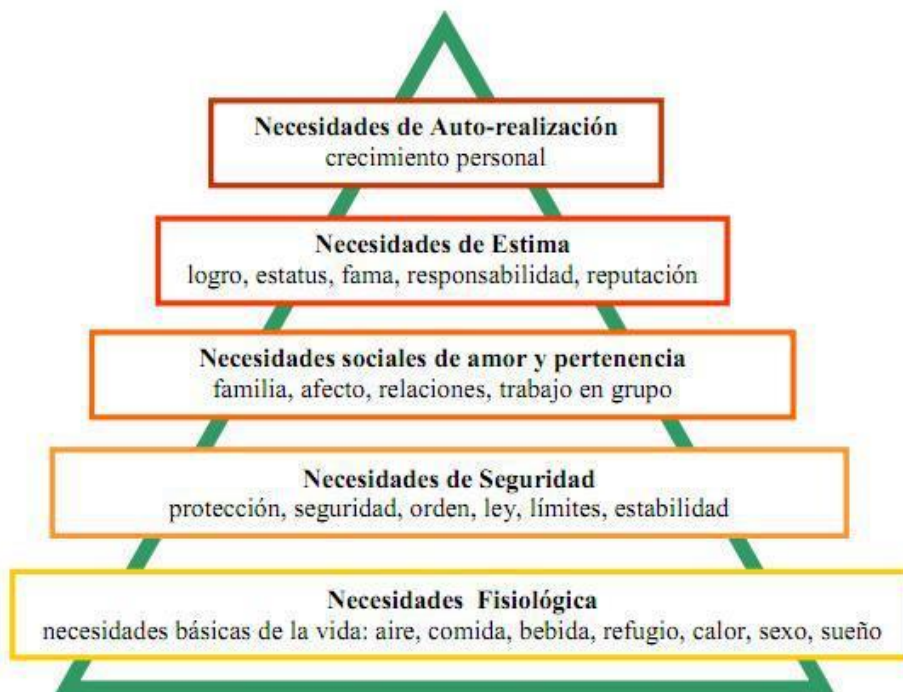 Necesidades de Auto-realización
crecimiento personal
Necesidades de Estima
logro, estatus, fama, responsabilidad, reputación
Necesidades sociales de amor y pertenencia
familia, afecto, relaciones, trabajo en grupo
Necesidades de Seguridad
protección, seguridad, orden, ley, límites, estabilidad
Necesidades Fisiológica
necesidades básicas de la vida: aire, comida, bebida, refugio, calor, sexo, sueño